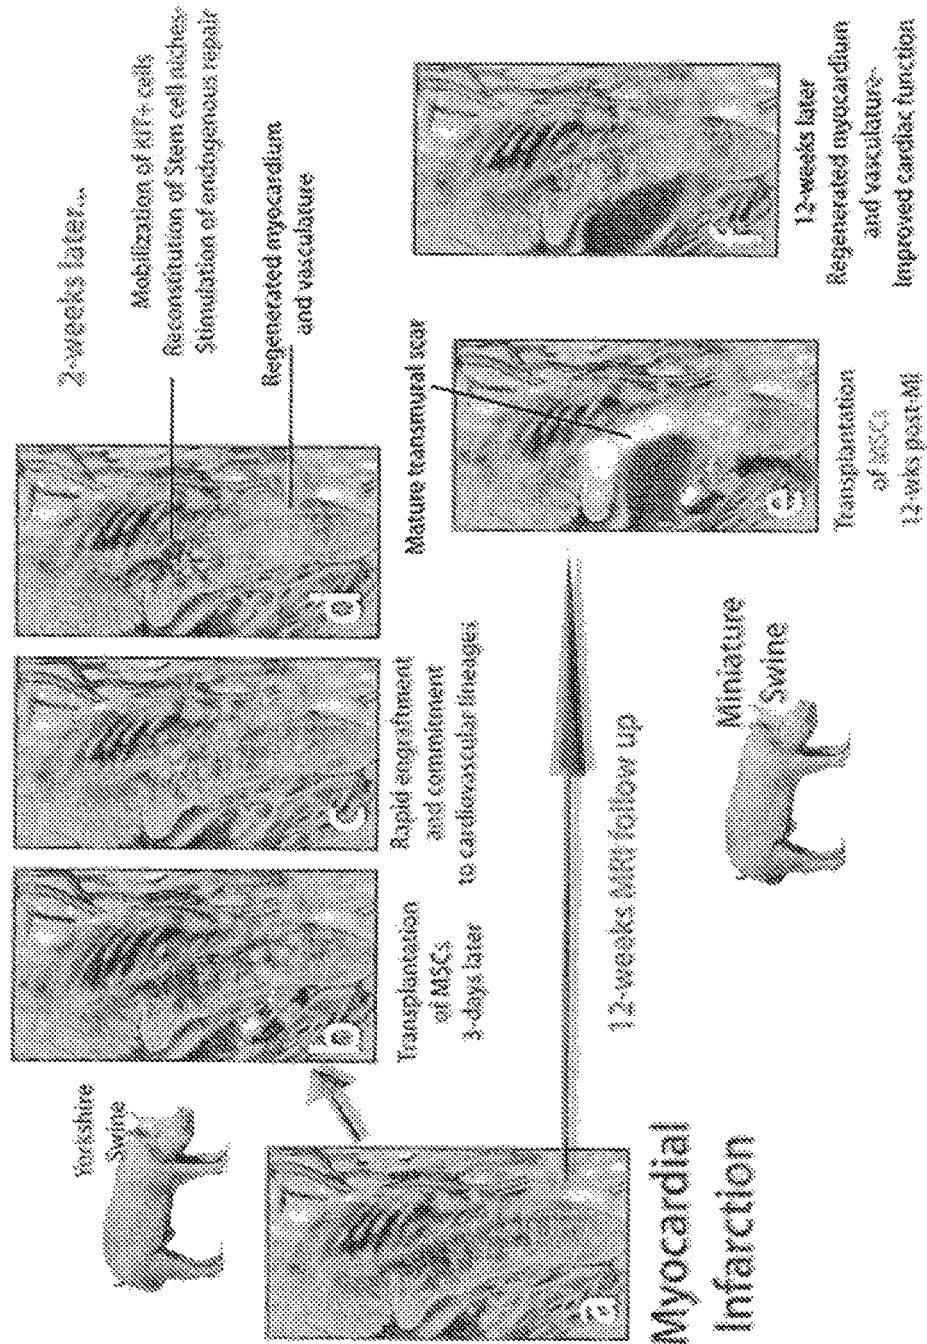 Yorkshire
Swine
2-weeks later...
Mobilization of KIT+ cells
Reconstitution of Stem cell niches-
Stimulation of endogenous repair
Regenerated myocardium
and vasculature
a
b
c
d
Myocardial
Infarction
Transplantation
of MSCs
3-days later
Rapid engraftment
and commitment
to cardiovascular lineages
Mature transmural scar
12-weeks MRI follow up
Miniature
Swine
e
f
Transplantation
of MSCs
12-wks post-MI
12-weeks later
Regenerated myocardium
and vasculature-
Improved cardiac function